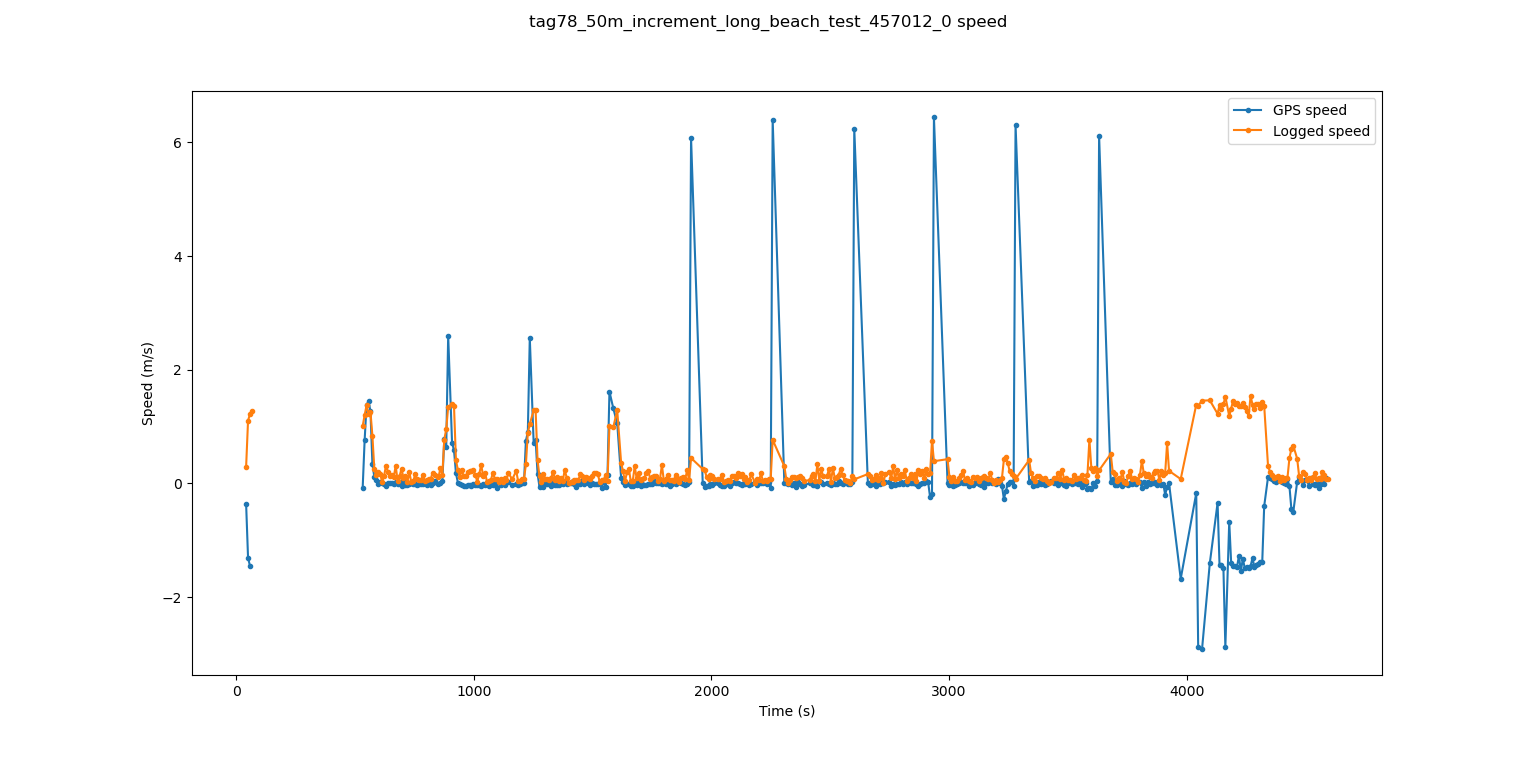 tag78_50m_increment_long_beach_test_457012_0 speed
GPS speed
Logged speed
6
4
2
0
−2
Speed (m/s)
0
1000
2000
3000
4000
Time (s)